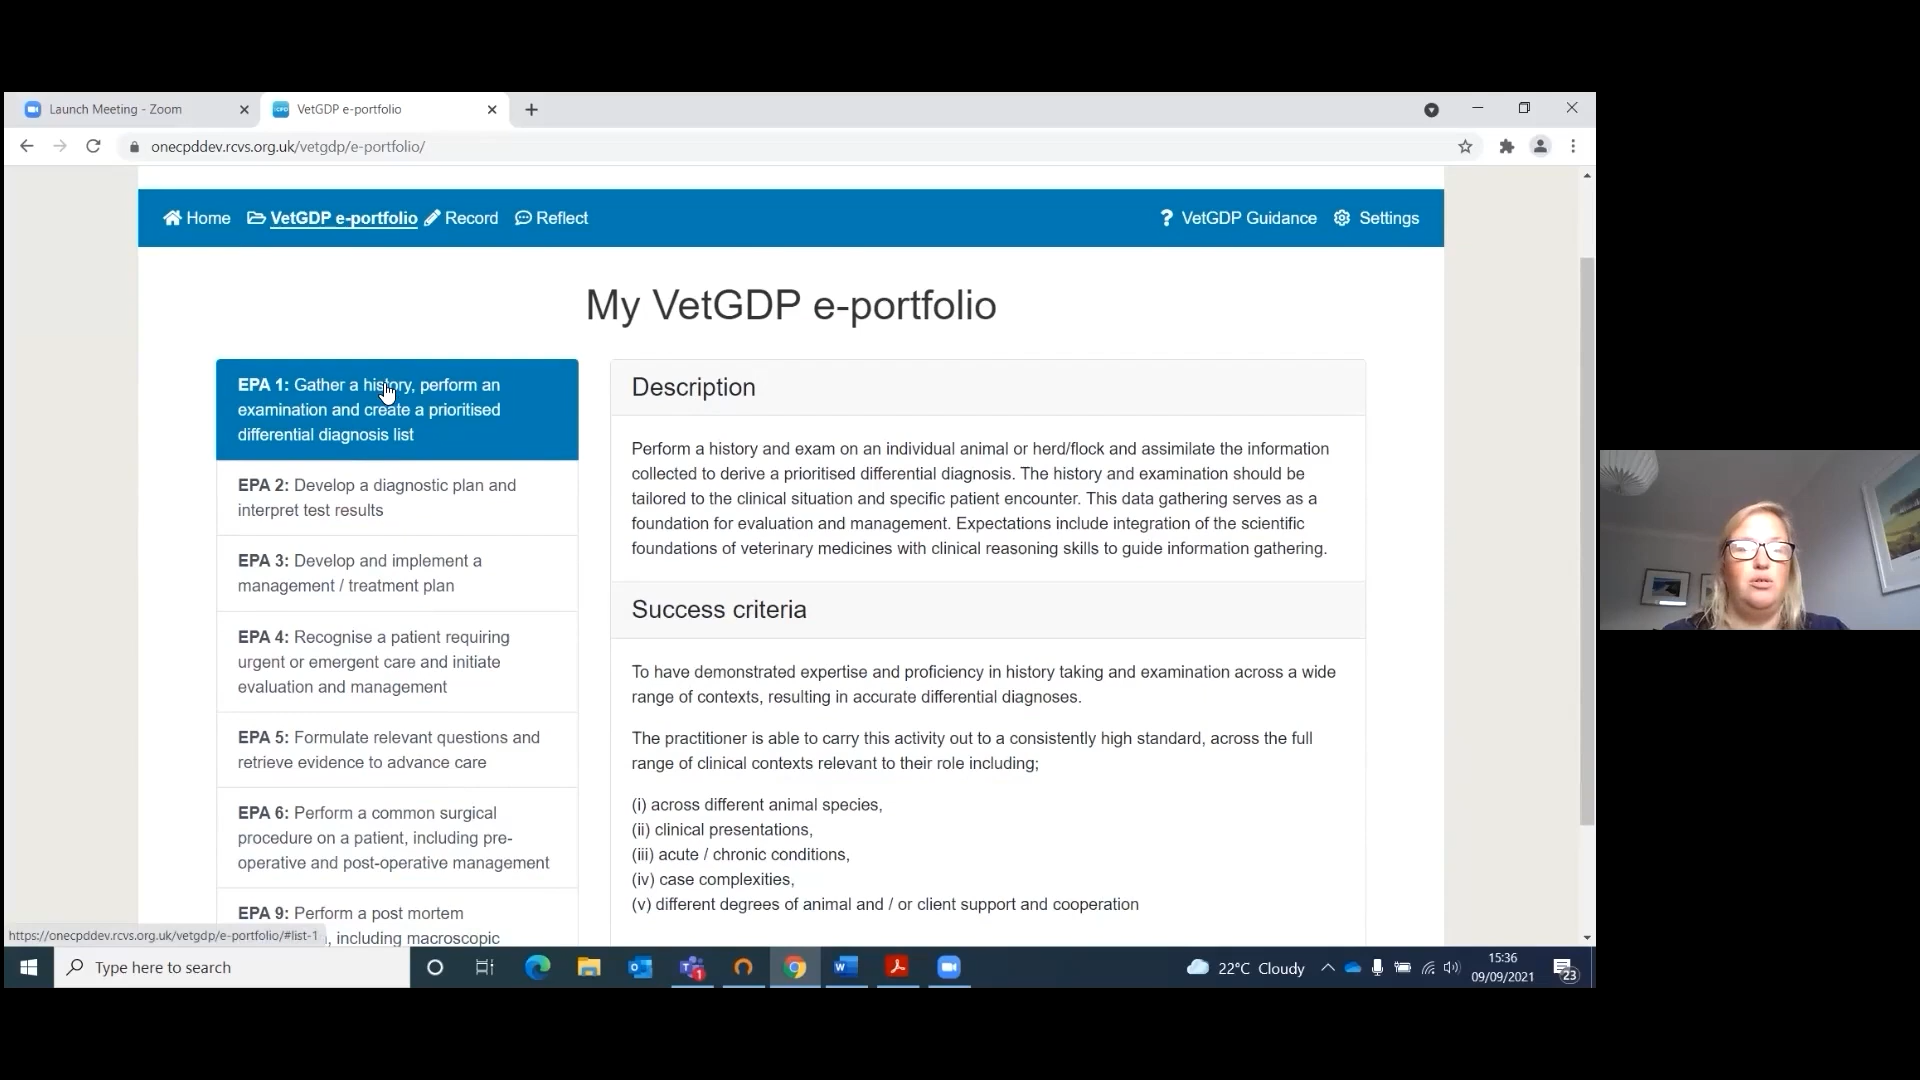 Launch Meeting - Zoom
VetGDP e-portfolio
onecpddev.rcvs.org.uk/vetgdp/e-portfolio/
Home
VetGDP e-portfolio
Record
Reflect
VetGDP Guidance
Settings
My VetGDP e-portfolio
EPA 1: Gather a history, perform an
examination and create a prioritised
differential diagnosis list
EPA 2: Develop a diagnostic plan and
interpret test results
EPA 3: Develop and implement a
management / treatment plan
EPA 4: Recognise a patient requiring
urgent or emergent care and initiate
evaluation and management
EPA 5: Formulate relevant questions and
retrieve evidence to advance care
EPA 6: Perform a common surgical
procedure on a patient, including pre-
operative and post-operative management
EPA 9: Perform a post mortem
, including macroscopic
Description
Perform a history and exam on an individual animal or herd/flock and assimilate the information
collected to derive a prioritised differential diagnosis. The history and examination should be
tailored to the clinical situation and specific patient encounter. This data gathering serves as a
foundation for evaluation and management. Expectations include integration of the scientific
foundations of veterinary medicines with clinical reasoning skills to guide information gathering.
Success criteria
To have demonstrated expertise and proficiency in history taking and examination across a wide
range of contexts, resulting in accurate differential diagnoses.
The practitioner is able to carry this activity out to a consistently high standard, across the full
range of clinical contexts relevant to their role including;
(i) across different animal species,
(ii) clinical presentations,
(iii) acute / chronic conditions,
(iv) case complexities,
(v) different degrees of animal and / or client support and cooperation
https://onecpddev.rcvs.org.uk/vetgdp/e-portfolio/#list-1
Type here to search
22°C Cloudy
15:36
09/09/2021
23